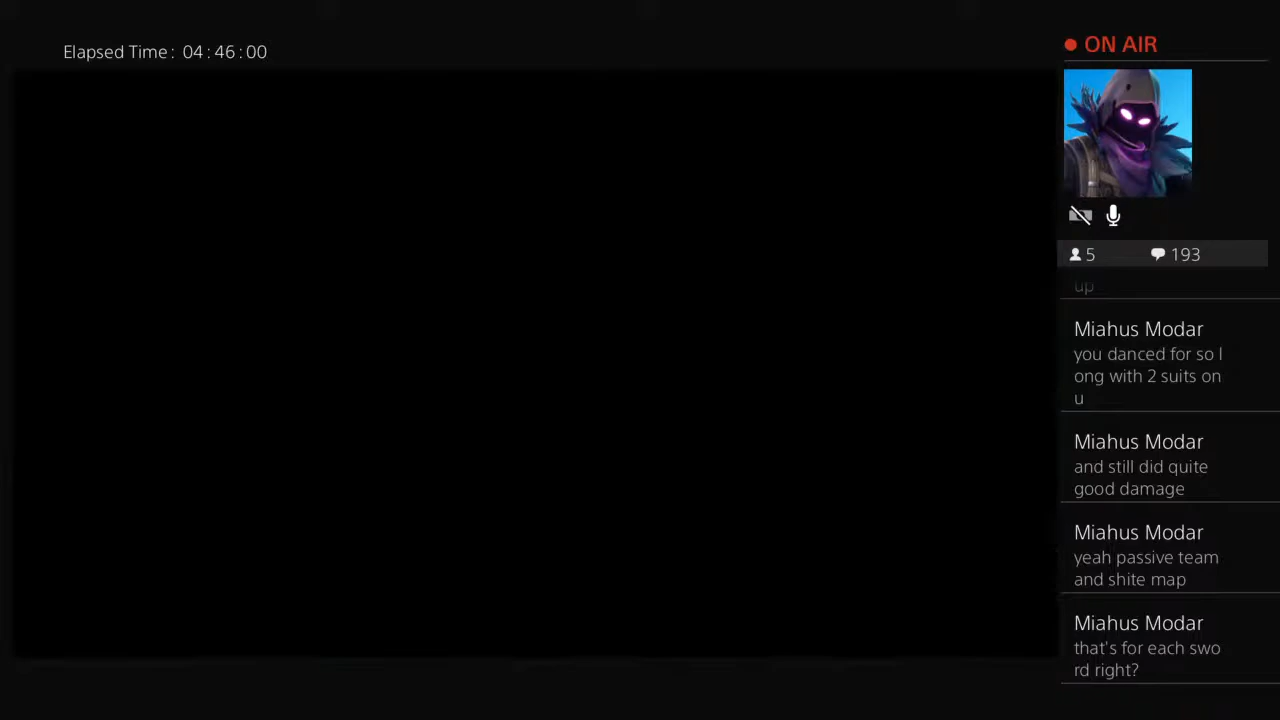 Elapsed Time: 04:46:00
ON AIR
5 193
up
Miahus Modar
you danced for so l
ong with 2 suits on
u
Miahus Modar
and still did quite
good damage
Miahus Modar
yeah passive team
and shite map
Miahus Modar
that's for each swo
rd right?